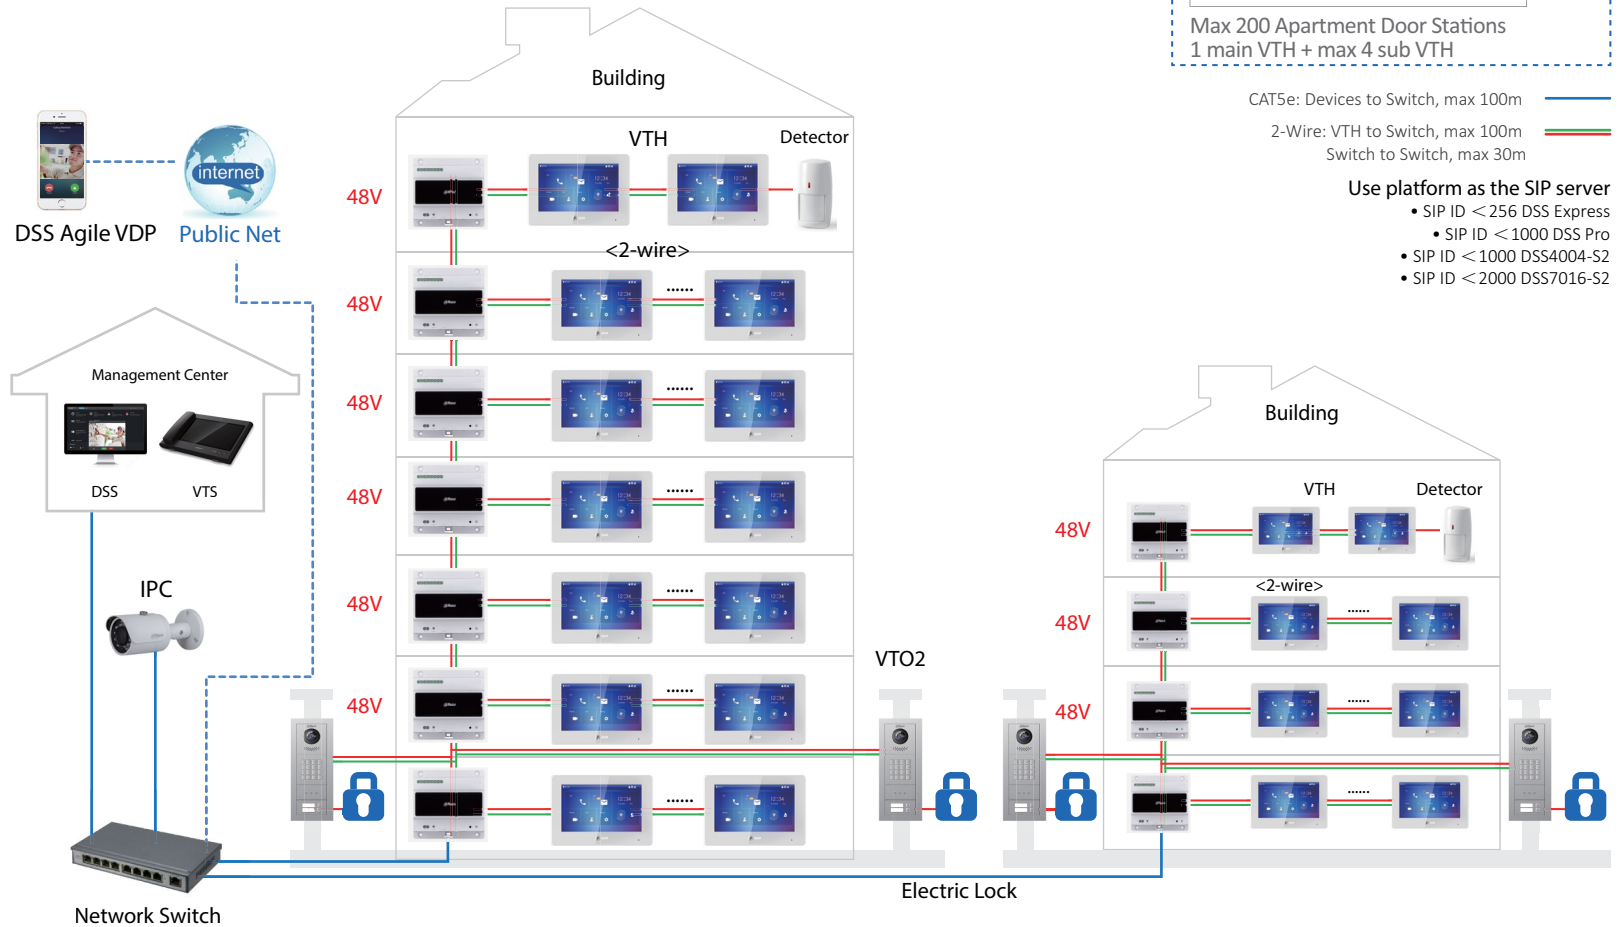 Max 200 Apartment Door Stations
1 main VTH + max 4 sub VTH
CAT5e: Devices to Switch, max 100m
2-Wire: VTH to Switch, max 100m
Switch to Switch, max 30m
Use platform as the SIP server
• SIP ID <256 DSS Express
• SIP ID <1000 DSS Pro
• SIP ID <1000 DSS4004-S2
• SIP ID <2000 DSS7016-S2
internet
DSS Agile VDP
Public Net
Management Center
DSS
VTS
IPC
Network Switch
Building
VTH
Detector
48V
<2-wire>
48V
......
48V
......
48V
......
48V
......
48V
......
......
VTO2
Building
VTH
Detector
48V
<2-wire>
48V
......
48V
......
......
Electric Lock